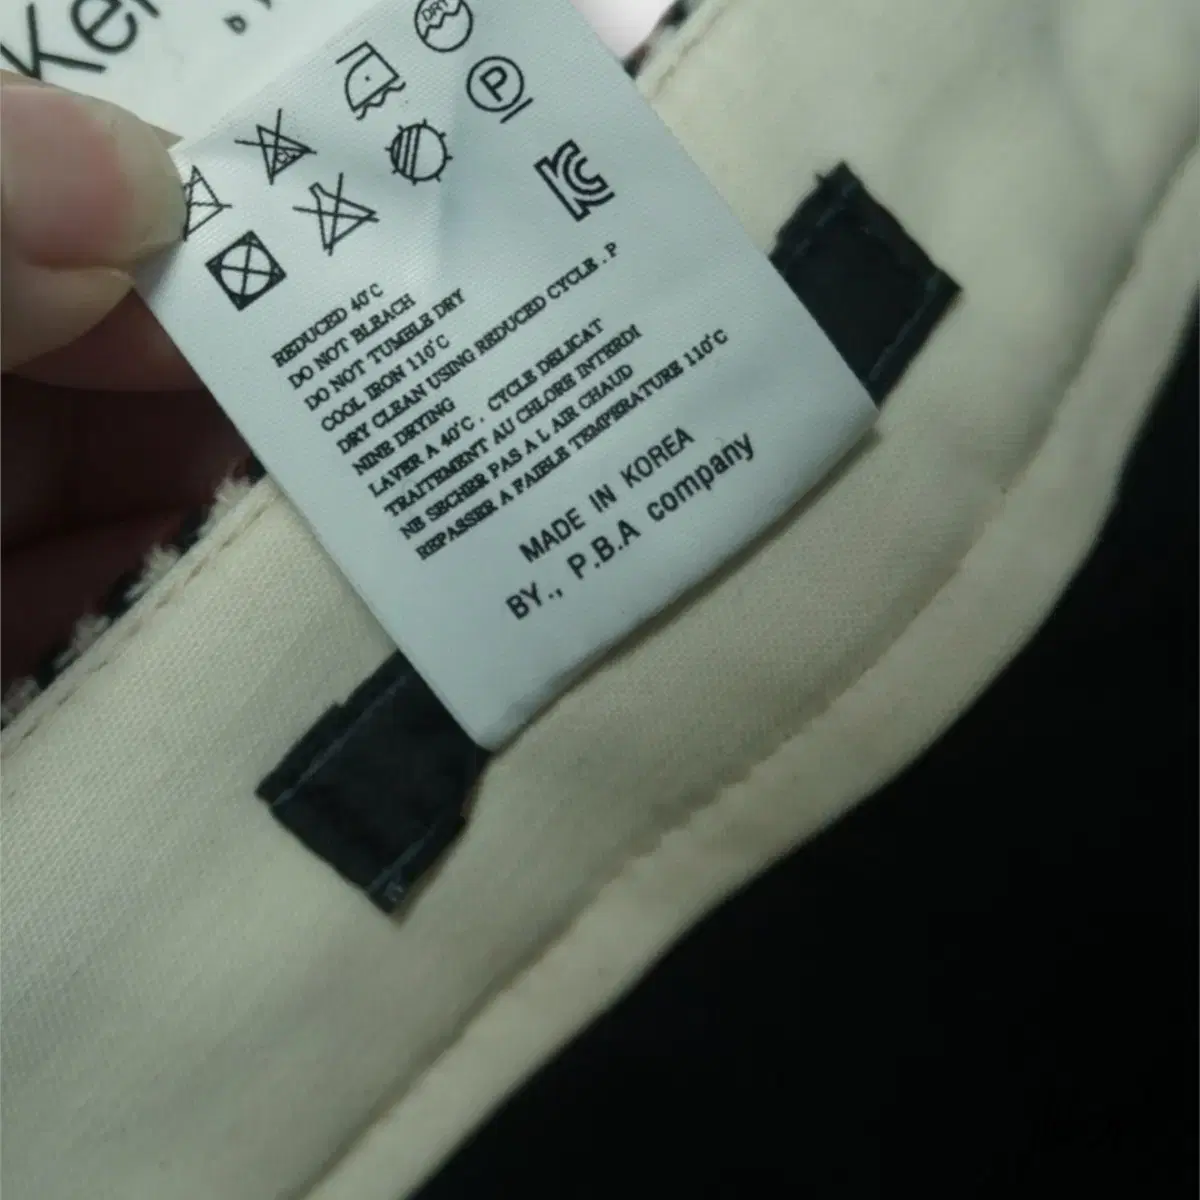 Ker
DRY
P
REDUCED 40°C
DO NOT BLEACH
DO NOT TUMBLE DRY
COOL IRON 110°C
DRY CLEAN USING REDUCED CYCLE . P
NINE DRYING
LAVER A 40°C . CYCLE DELICAT
TRAITEMENT AU CHLORE INTERDI
NE SECHER PAS A L AIR CHAUD
REPASSER A FAIBLE TEMPERATURE 110°C
MADE IN KOREA
BY., P.B.A company